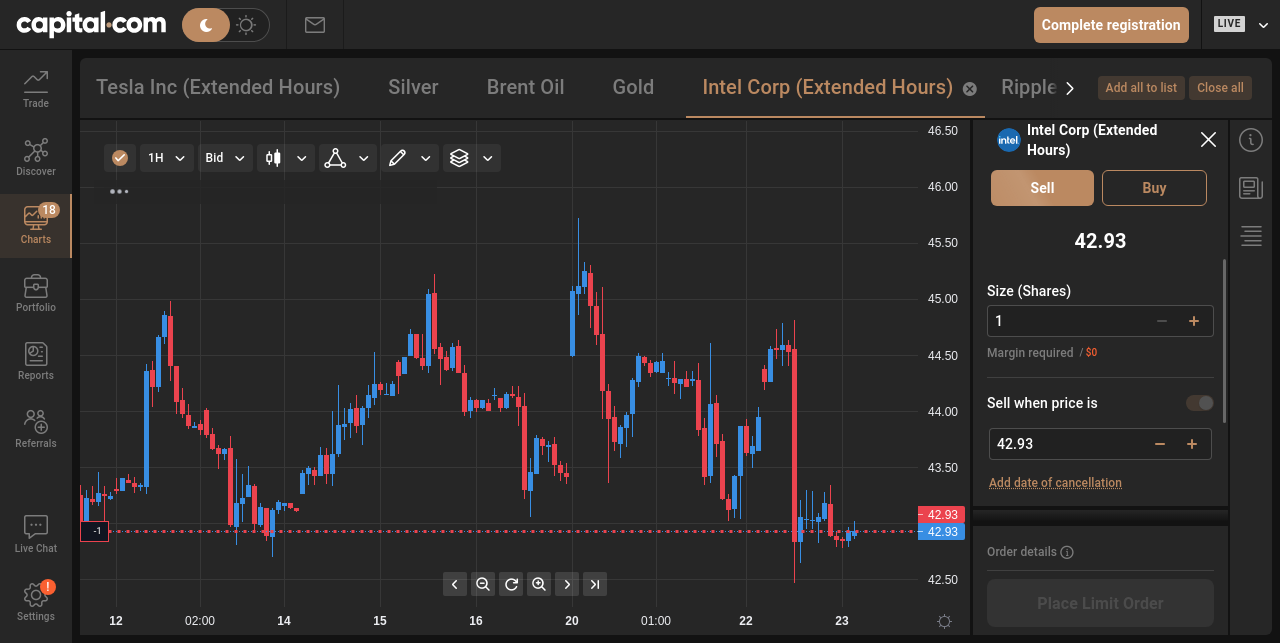 capital.com
Complete registration
LIVE
Trade
Discover
18
Charts
Portfolio
Reports
Referrals
Live Chat
!
Settings
Tesla Inc (Extended Hours)
Silver
Brent Oil
Gold
Intel Corp (Extended Hours)
Ripple
Add all to list
Close all
1H
Bid
46.50
46.00
45.50
45.00
44.50
44.00
43.50
42.93
42.93
42.50
-1
12
02:00
14
15
16
20
01:00
22
23
intel
Intel Corp (Extended
Hours)
Sell
Buy
42.93
Size (Shares)
1
Margin required / $0
Sell when price is
42.93
Add date of cancellation
Order details
Place Limit Order